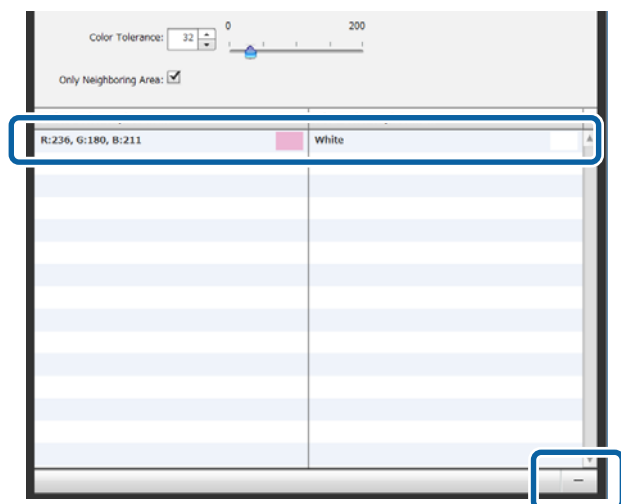 0 200
Color Tolerance: 32
Only Neighboring Area:
R:236, G:180, B:211 White